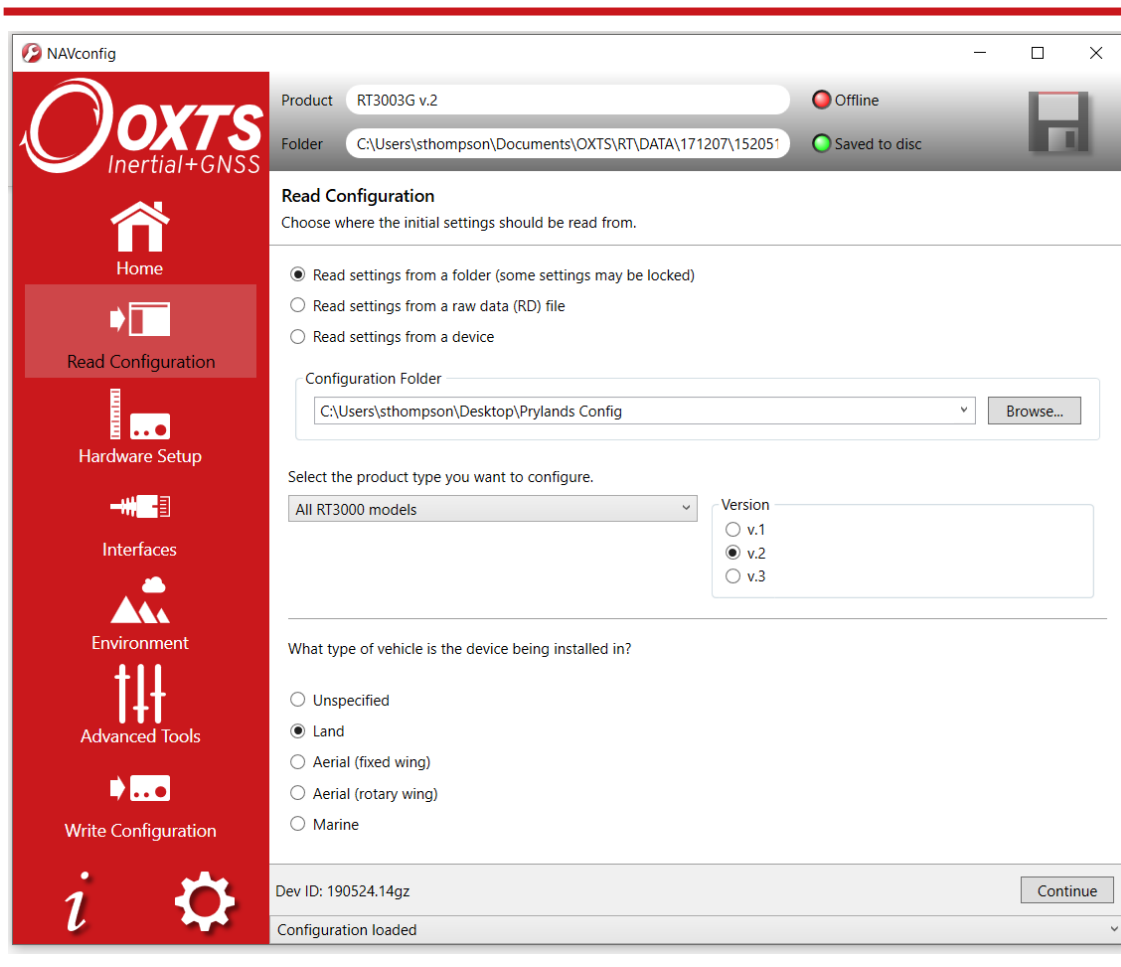 NAVconfig
OXTS
Inertial+GNSS
Product RT3003G v.2 Offline
Folder C:\Users\sthompson\Documents\OXTS\RT\DATA\171207\152051 Saved to disc
Home
Read Configuration
Hardware Setup
Interfaces
Environment
Advanced Tools
Write Configuration
i
Read Configuration
Choose where the initial settings should be read from.
Read settings from a folder (some settings may be locked)
Read settings from a raw data (RD) file
Read settings from a device
Configuration Folder
C:\Users\sthompson\Desktop\Prylands Config Browse...
Select the product type you want to configure.
All RT3000 models
Version
v.1
v.2
v.3
What type of vehicle is the device being installed in?
Unspecified
Land
Aerial (fixed wing)
Aerial (rotary wing)
Marine
Dev ID: 190524.14gz Continue
Configuration loaded